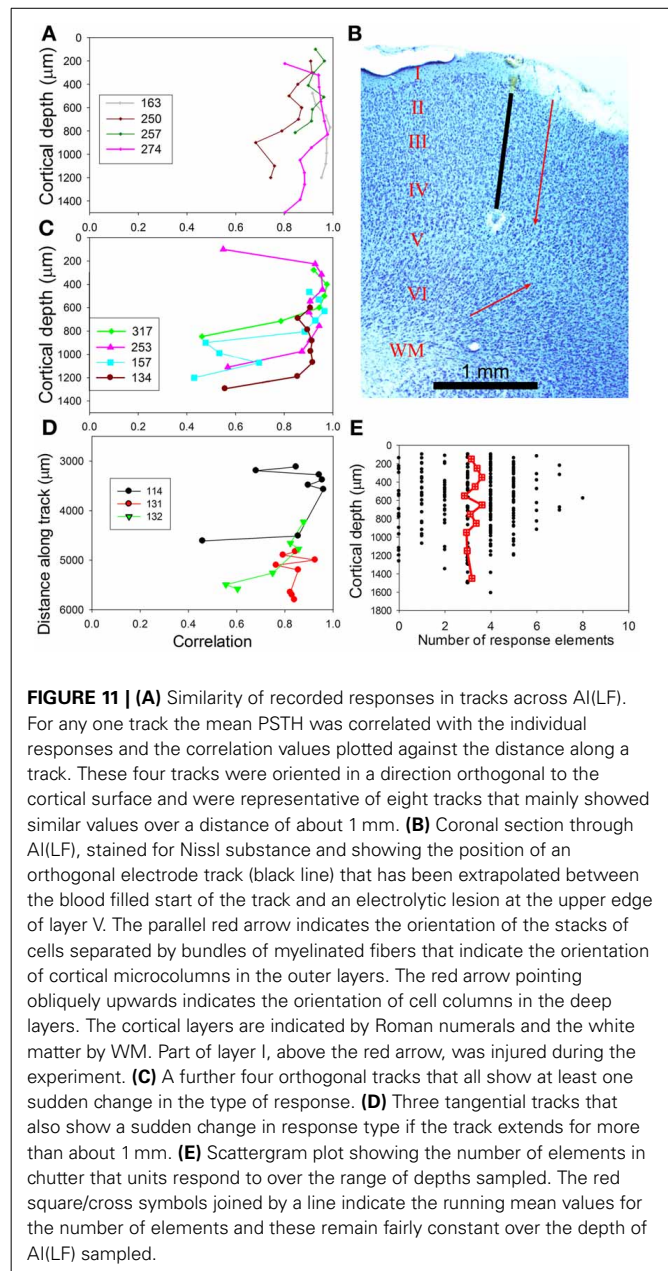 A
Cortical depth (µm)
0
200
400
600
800
1000
1200
1400
163
250
257
274
0.0 0.2 0.4 0.6 0.8 1.0
B
I
II
III
IV
V
VI
WM
1 mm
C
Cortical depth (µm)
0
200
400
600
800
1000
1200
1400
317
253
157
134
0.0 0.2 0.4 0.6 0.8 1.0
D
Distance along track (µm)
3000
4000
5000
6000
114
131
132
0.0 0.2 0.4 0.6 0.8 1.0
Correlation
E
Cortical depth (µm)
0
200
400
600
800
1000
1200
1400
1600
1800
0 2 4 6 8 10
Number of response elements
FIGURE 11 | (A) Similarity of recorded responses in tracks across AI(LF).
For any one track the mean PSTH was correlated with the individual
responses and the correlation values plotted against the distance along a
track. These four tracks were oriented in a direction orthogonal to the
cortical surface and were representative of eight tracks that mainly showed
similar values over a distance of about 1 mm. (B) Coronal section through
AI(LF), stained for Nissl substance and showing the position of an
orthogonal electrode track (black line) that has been extrapolated between
the blood filled start of the track and an electrolytic lesion at the upper edge
of layer V. The parallel red arrow indicates the orientation of the stacks of
cells separated by bundles of myelinated fibers that indicate the orientation
of cortical microcolumns in the outer layers. The red arrow pointing
obliquely upwards indicates the orientation of cell columns in the deep
layers. The cortical layers are indicated by Roman numerals and the white
matter by WM. Part of layer I, above the red arrow, was injured during the
experiment. (C) A further four orthogonal tracks that all show at least one
sudden change in the type of response. (D) Three tangential tracks that
also show a sudden change in response type if the track extends for more
than about 1 mm. (E) Scattergram plot showing the number of elements in
chutter that units respond to over the range of depths sampled. The red
square/cross symbols joined by a line indicate the running mean values for
the number of elements and these remain fairly constant over the depth of
AI(LF) sampled.